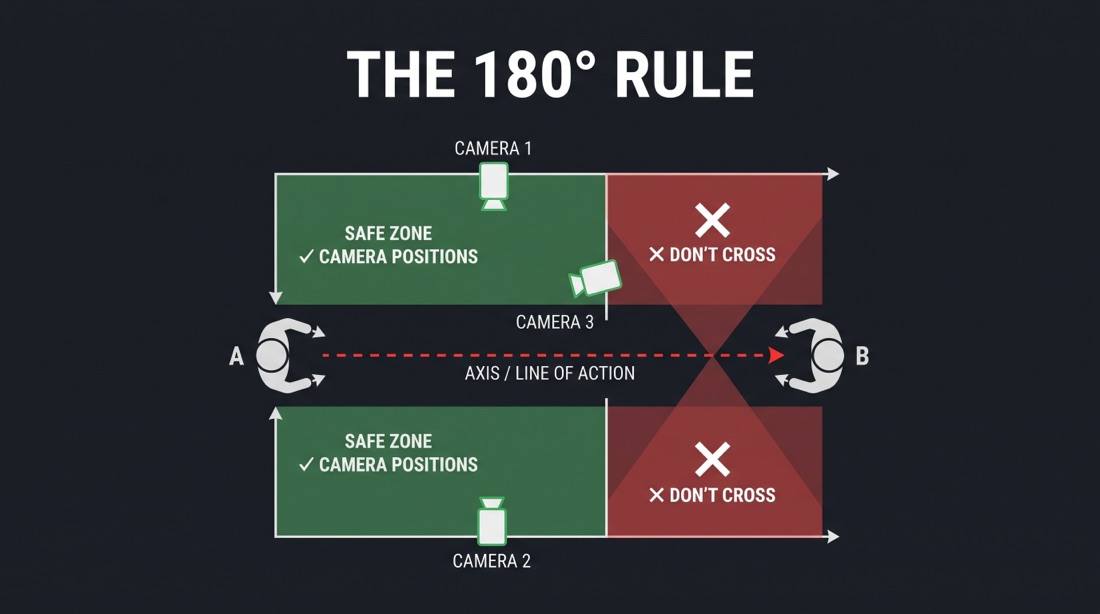 THE 180° RULE
CAMERA 1
SAFE ZONE
✓ CAMERA POSITIONS
✕
✕ DON'T CROSS
CAMERA 3
A
B
AXIS / LINE OF ACTION
SAFE ZONE
✓ CAMERA POSITIONS
✕
✕ DON'T CROSS
CAMERA 2